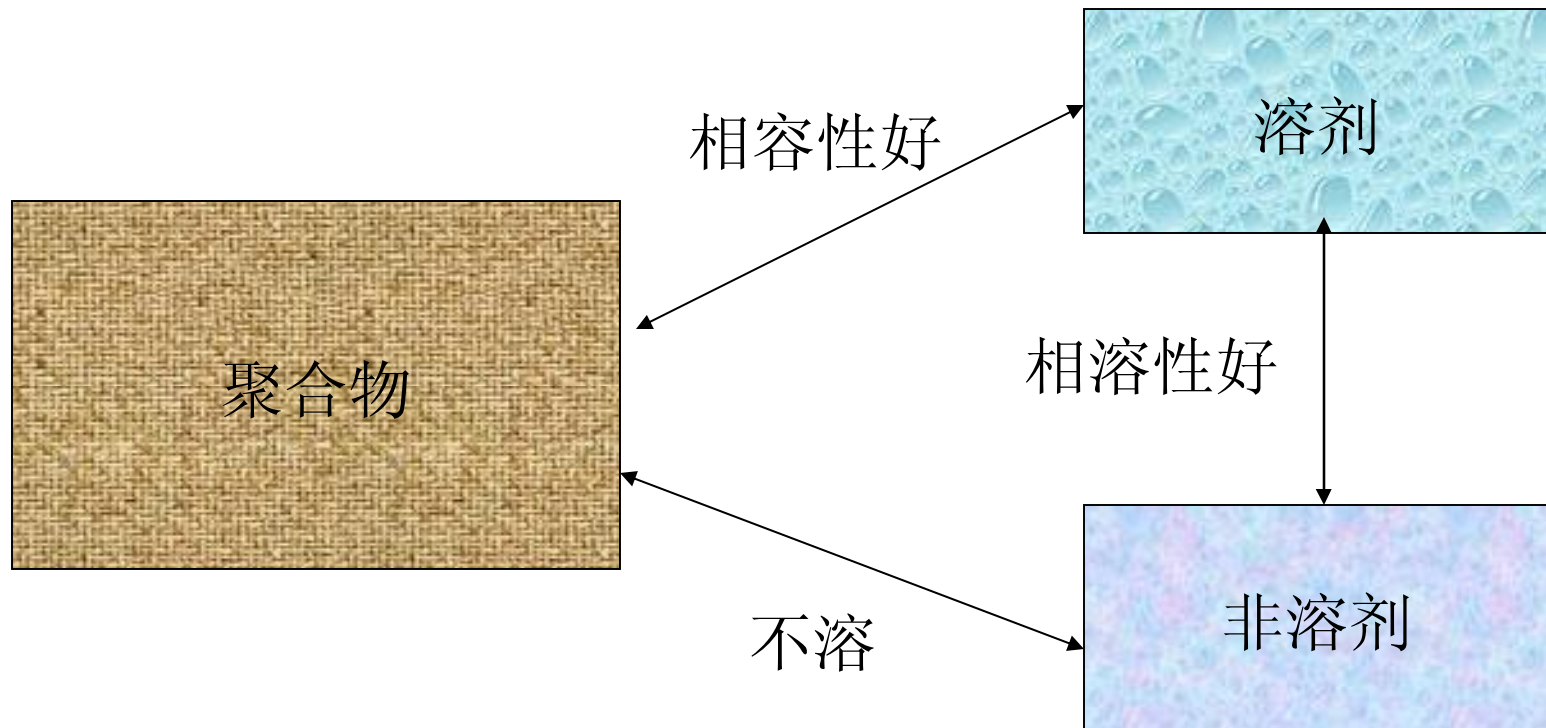 溶剂
相容性好
相溶性好
聚合物
非溶剂
不溶